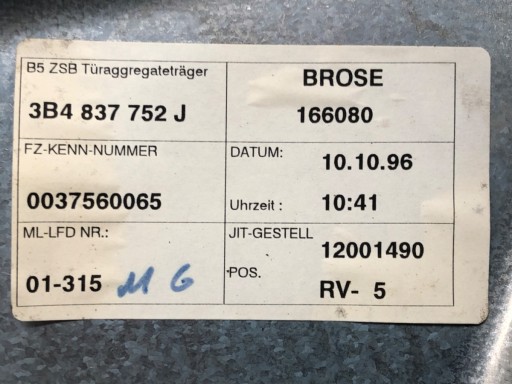 B5 ZSB Türaggregateträger
3B4 837 752 J
BROSE
166080
FZ-KENN-NUMMER
0037560065
DATUM: 10.10.96
Uhrzeit : 10:41
ML-LFD NR.:
01-315
JIT-GESTELL 12001490
POS. RV- 5